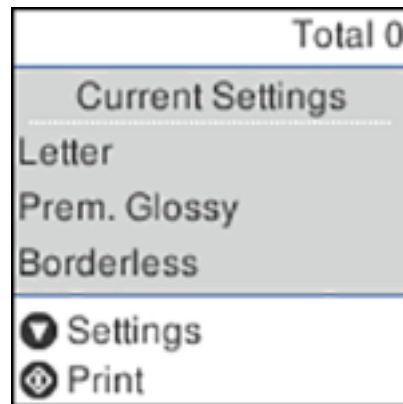 Total 0
Current Settings
Letter
Prem. Glossy
Borderless
Settings
Print